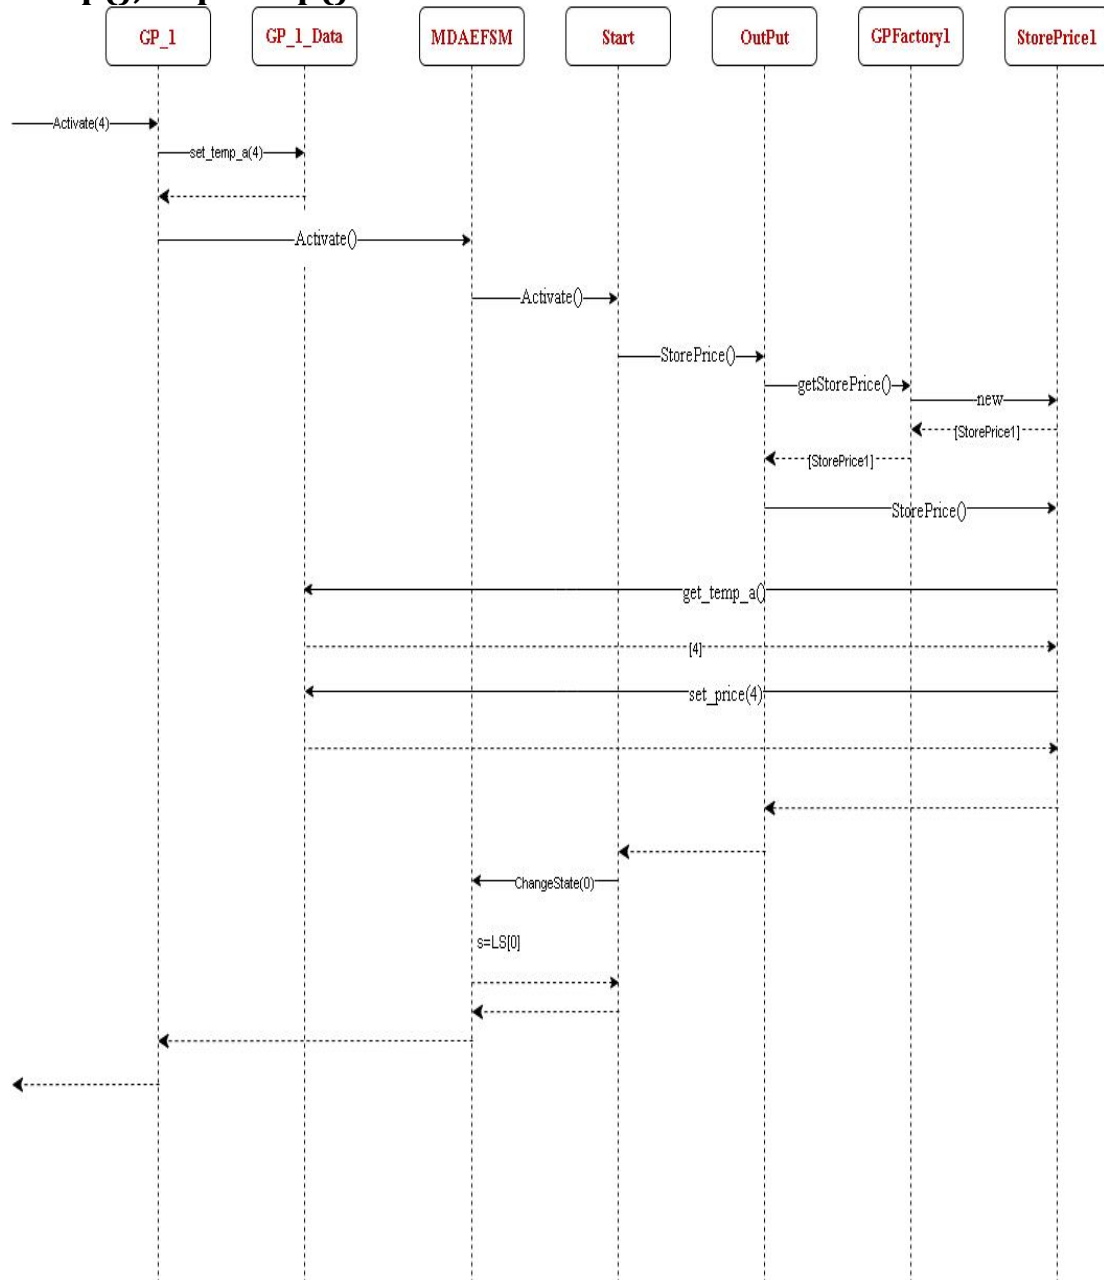 GP_1 GP_1_Data MDAEFSM Start OutPut GPFactory1 StorePrice1
Activate(4)
set_temp_a(4)
Activate()
Activate()
StorePrice()
getStorePrice()
new
[StorePrice1]
[StorePrice1]
StorePrice()
get_temp_a()
[4]
set_price(4)
ChangeState(0)
s=LS[0]